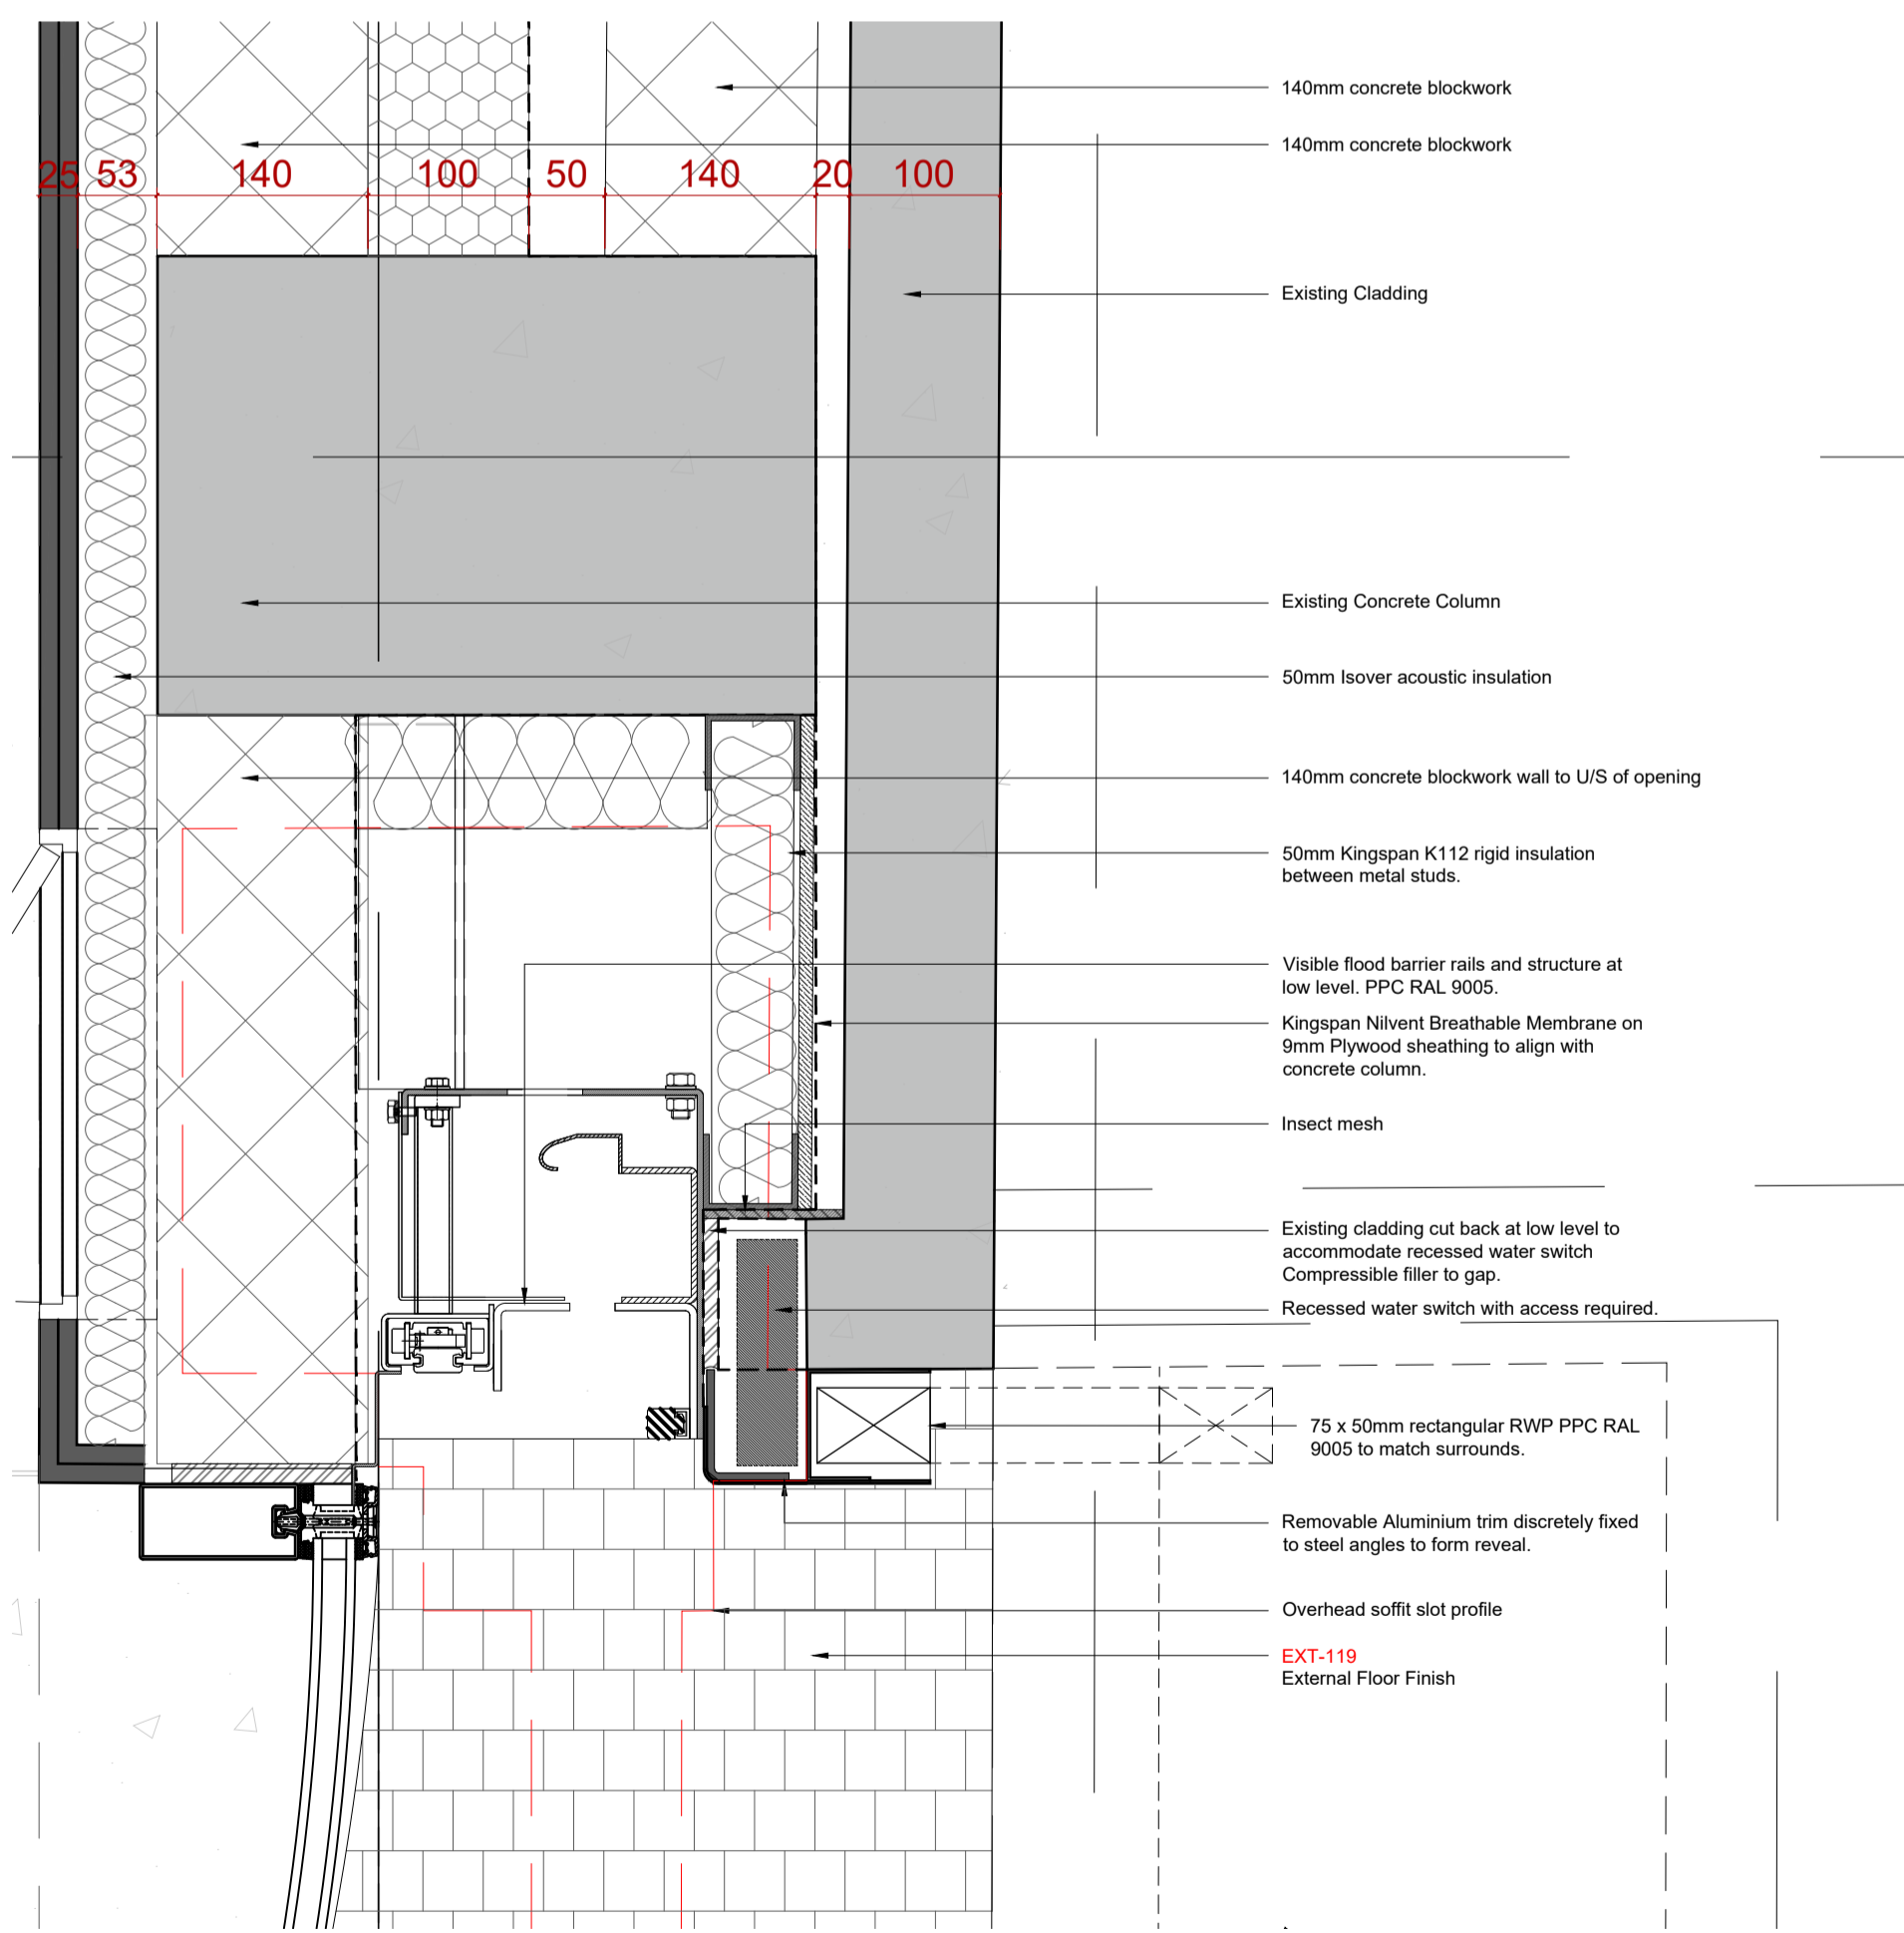 140mm concrete blockwork
140mm concrete blockwork
25 53 140 100 50 140 20 100
Existing Cladding
Existing Concrete Column
50mm Isover acoustic insulation
140mm concrete blockwork wall to U/S of opening
50mm Kingspan K112 rigid insulation
between metal studs.
Visible flood barrier rails and structure at
low level. PPC RAL 9005.
Kingspan Nilvent Breathable Membrane on
9mm Plywood sheathing to align with
concrete column.
Insect mesh
Existing cladding cut back at low level to
accommodate recessed water switch
Compressible filler to gap.
Recessed water switch with access required.
75 x 50mm rectangular RWP PPC RAL
9005 to match surrounds.
Removable Aluminium trim discretely fixed
to steel angles to form reveal.
Overhead soffit slot profile
EXT-119
External Floor Finish